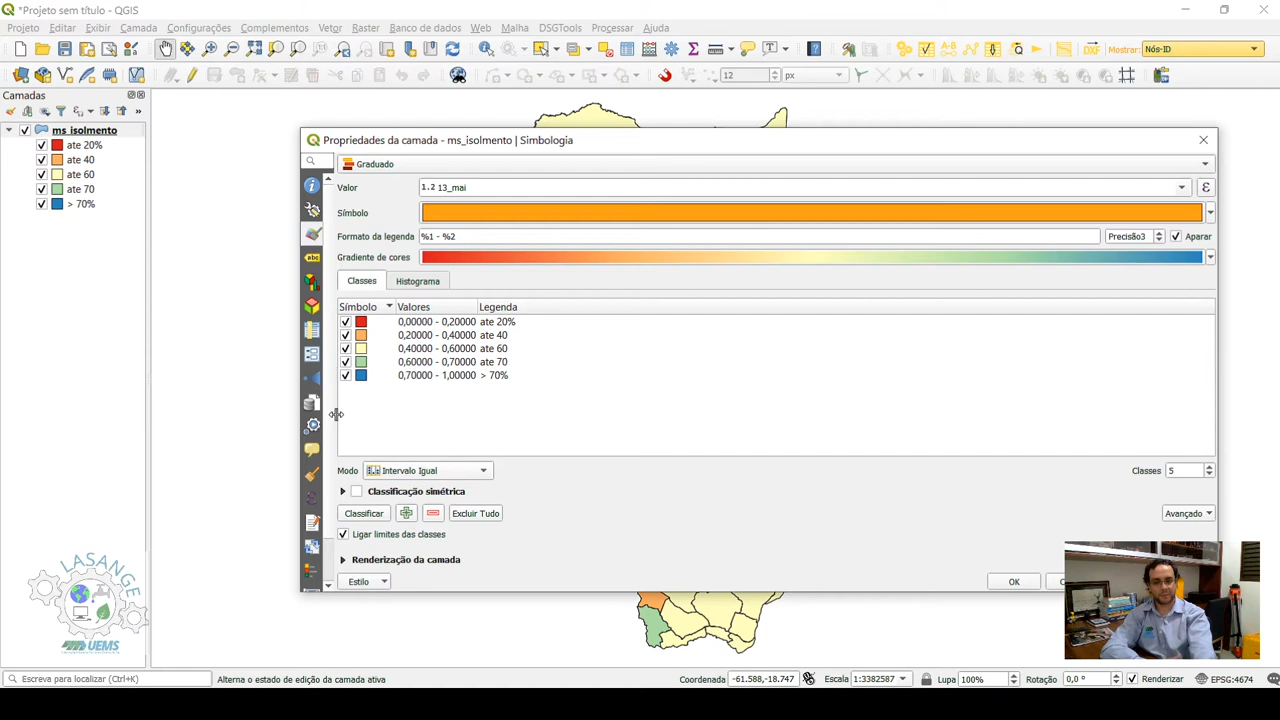 *Projeto sem título - QGIS
Projeto Editar Exibir Camada Configurações Complementos Vetor Raster Banco de dados Web Malha DSGTools Processar Ajuda
Mostrar: Nós-ID
12 px
Camadas
ms_isolmento
ate 20%
ate 40
ate 60
ate 70
> 70%
Propriedades da camada - ms_isolmento | Simbologia
Graduado
Valor 1.2 13_mai
Símbolo
Formato da legenda %1 - %2 Precisão3 Aparar
Gradiente de cores
Classes Histograma
Símbolo Valores Legenda
0,00000 - 0,20000 ate 20%
0,20000 - 0,40000 ate 40
0,40000 - 0,60000 ate 60
0,60000 - 0,70000 ate 70
0,70000 - 1,00000 > 70%
Modo Intervalo Igual Classes 5
Classificação simétrica
Classificar Excluir Tudo Avançado
Ligar limites das classes
Renderização da camada
Estilo OK
LASANGE
UEMS
Escreva para localizar (Ctrl+K) Alterna o estado de edição da camada ativa Coordenada -61.588,-18.747 Escala 1:3382587 Lupa 100% Rotação 0,0 ° Renderizar EPSG:4674